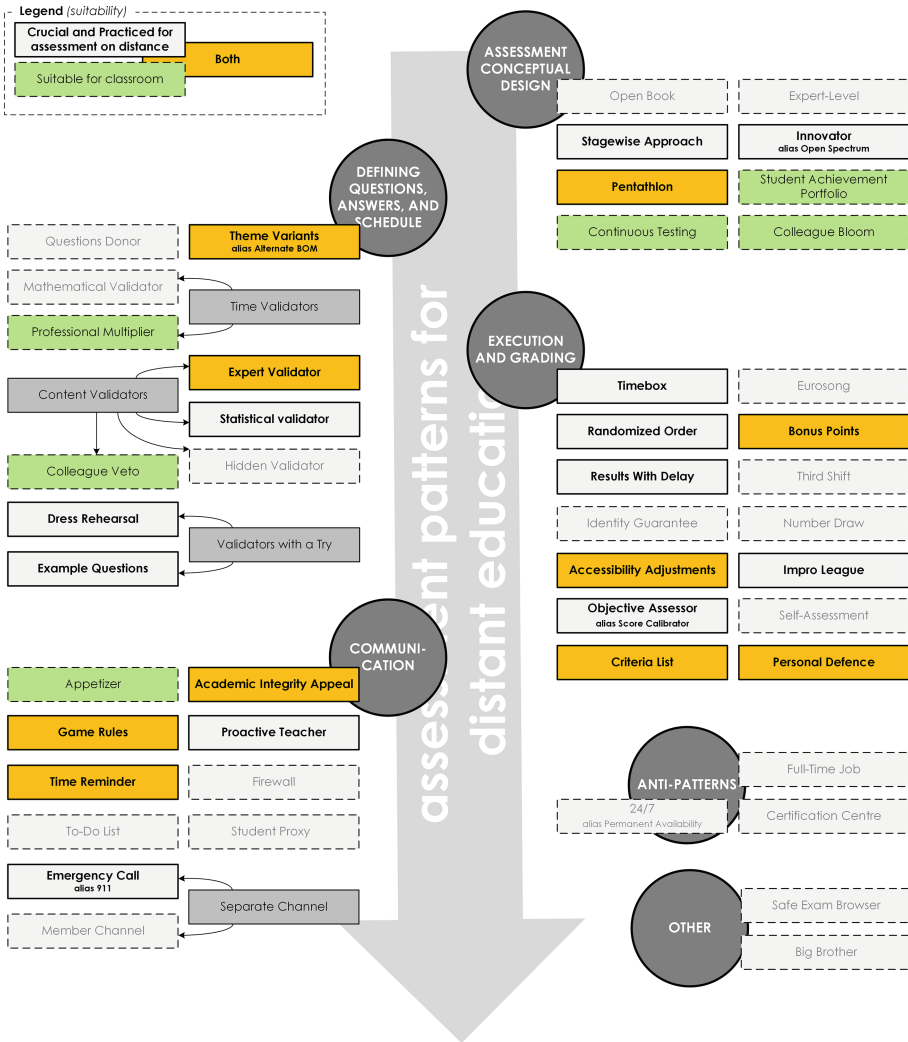 Legend (suitability)
Crucial and Practiced for
assessment on distance
Both
Suitable for classroom
ASSESSMENT
CONCEPTUAL
DESIGN
Open Book
Expert-Level
Stagewise Approach
Innovator
alias Open Spectrum
Pentathlon
Student Achievement
Portfolio
Continuous Testing
Colleague Bloom
DEFINING
QUESTIONS,
ANSWERS, AND
SCHEDULE
Questions Donor
Theme Variants
alias Alternate BOM
Mathematical Validator
Time Validators
Professional Multiplier
Expert Validator
Content Validators
Statistical validator
Colleague Veto
Hidden Validator
Dress Rehearsal
Validators with a Try
Example Questions
EXECUTION
AND GRADING
Timebox
Eurosong
Randomized Order
Bonus Points
Results With Delay
Third Shift
Identity Guarantee
Number Draw
Accessibility Adjustments
Impro League
Objective Assessor
alias Score Calibrator
Self-Assessment
Criteria List
Personal Defence
COMMUNI-
CATION
Appetizer
Academic Integrity Appeal
Game Rules
Proactive Teacher
Time Reminder
Firewall
To-Do List
Student Proxy
Emergency Call
alias 911
Separate Channel
Member Channel
ANTI-PATTERNS
Full-Time Job
24/7
alias Permanent Availability
Certification Centre
OTHER
Safe Exam Browser
Big Brother
assessment patterns for
distant education